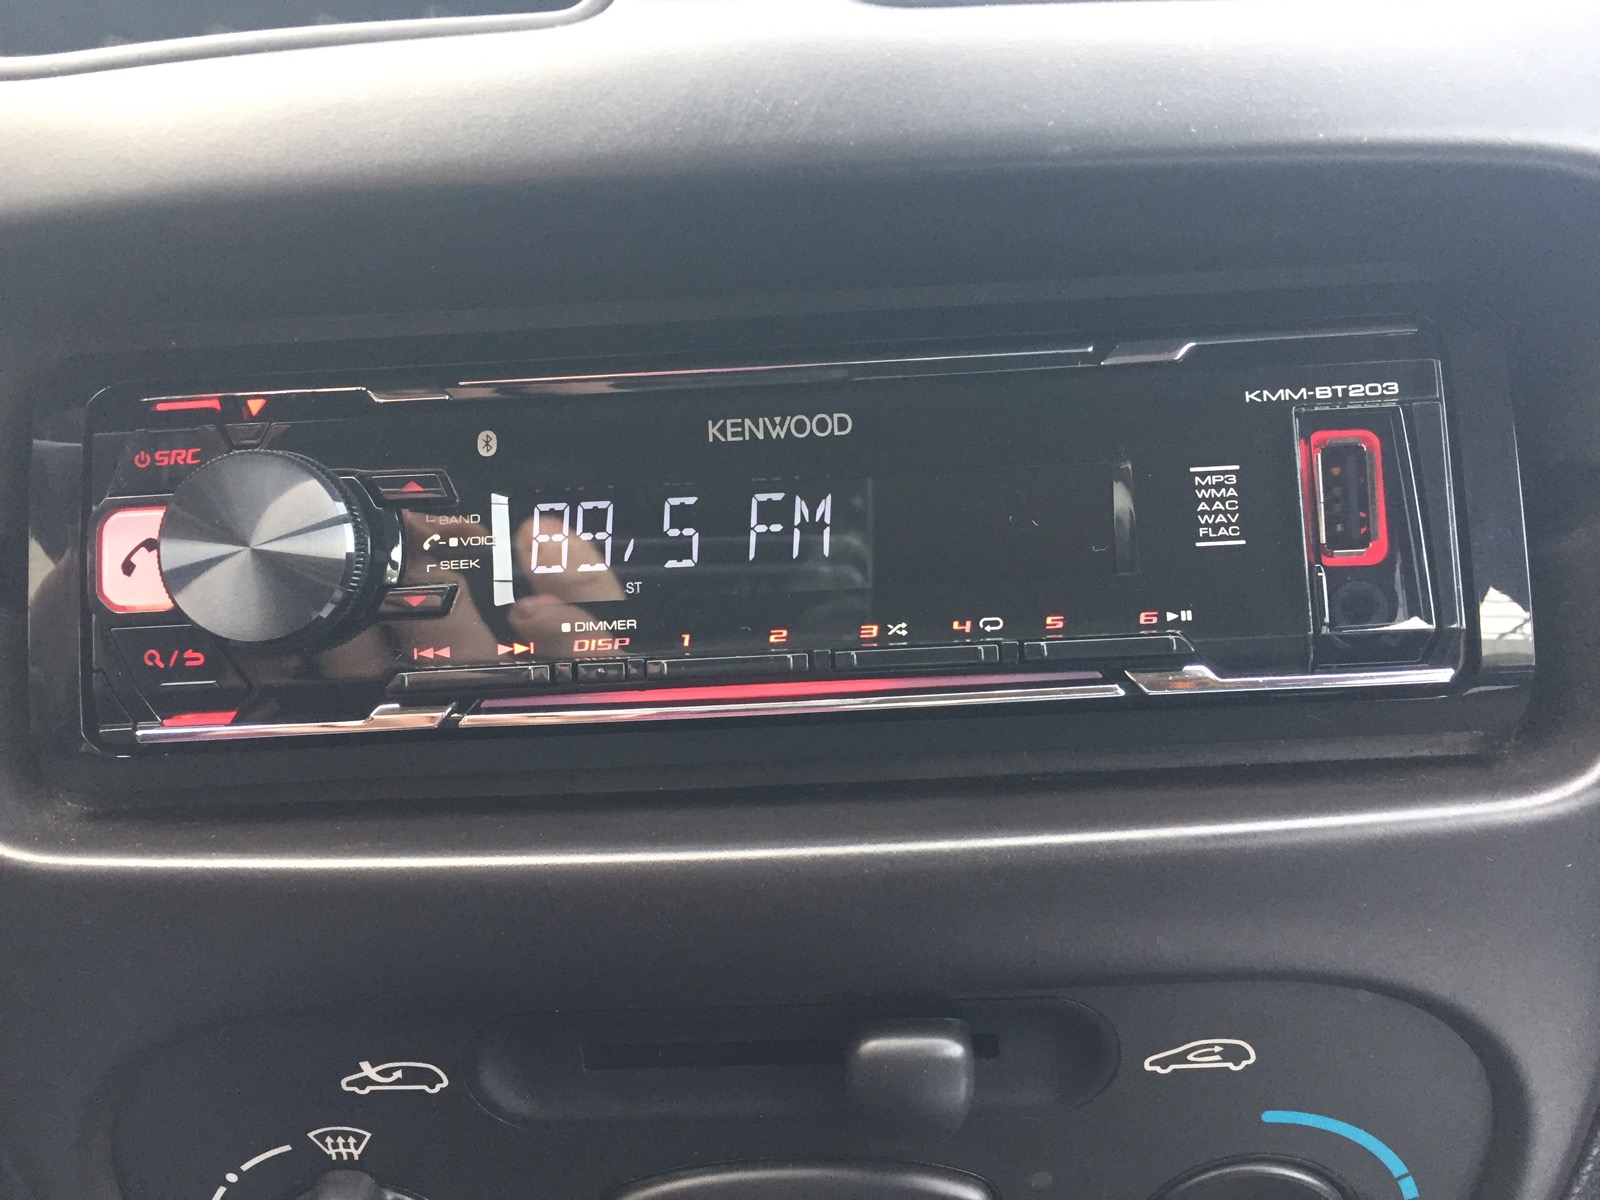 KMM-BT203
KENWOOD
SRC
BAND
VOIC
SEEK
89,5 FM
ST
MP3
WMA
AAC
WAV
FLAC
DIMMER
DISP 1 2 3 4 5 6